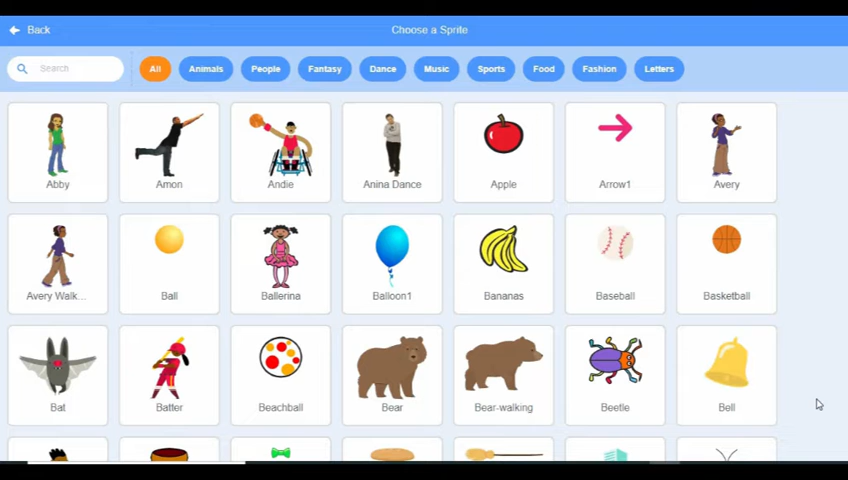 Back
Choose a Sprite
Search
All
Animals
People
Fantasy
Dance
Music
Sports
Food
Fashion
Letters
Abby
Amon
Andie
Anina Dance
Apple
Arrow1
Avery
Avery Walk...
Ball
Ballerina
Balloon1
Bananas
Baseball
Basketball
Bat
Batter
Beachball
Bear
Bear-walking
Beetle
Bell